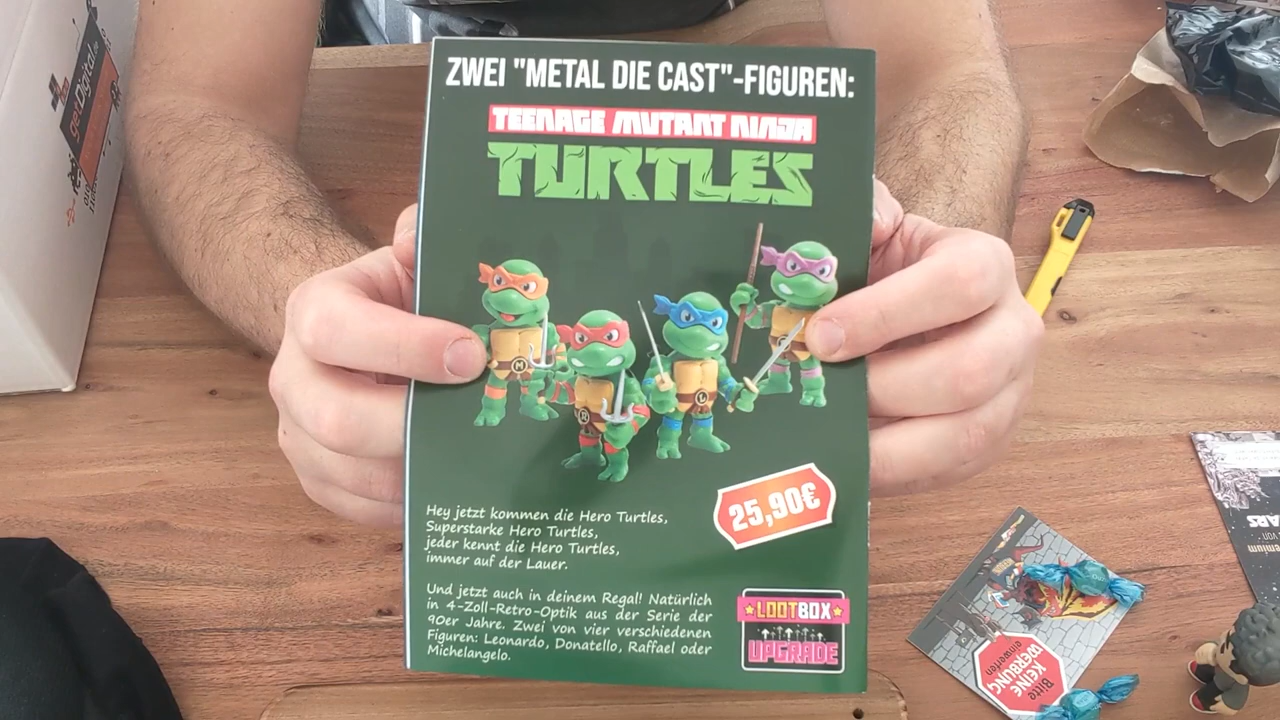 ZWEI "METAL DIE CAST"-FIGUREN:
TEENAGE MUTANT NINJA
TURTLES
M
R
L
25,90€
Hey jetzt kommen die Hero Turtles,
Superstarke Hero Turtles,
jeder kennt die Hero Turtles,
immer auf der Lauer.
Und jetzt auch in deinem Regal! Natürlich
in 4-Zoll-Retro-Optik aus der Serie der
90er Jahre. Zwei von vier verschiedenen
Figuren: Leonardo, Donatello, Raffael oder
Michelangelo.
LOOTBOX
UPGRADE
getDigital.de
Bitte
KEINE
WERBUNG
einwerfen